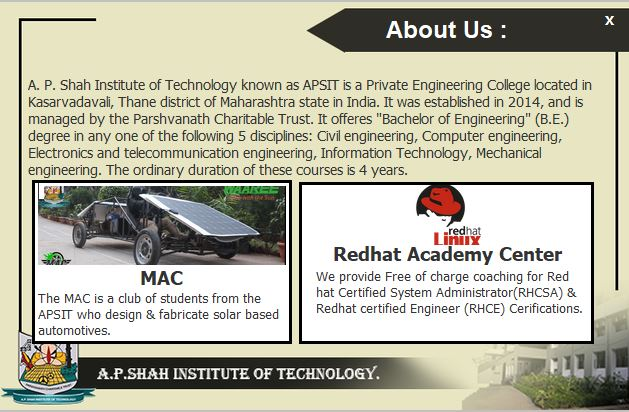 About Us :
x
A. P. Shah Institute of Technology known as APSIT is a Private Engineering College located in
Kasarvadavali, Thane district of Maharashtra state in India. It was established in 2014, and is
managed by the Parshvanath Charitable Trust. It offeres "Bachelor of Engineering" (B.E.)
degree in any one of the following 5 disciplines: Civil engineering, Computer engineering,
Electronics and telecommunication engineering, Information Technology, Mechanical
engineering. The ordinary duration of these courses is 4 years.
WAAREE
MAC
MAC
The MAC is a club of students from the
APSIT who design & fabricate solar based
automotives.
redhat
Linux
Redhat Academy Center
We provide Free of charge coaching for Red
hat Certified System Administrator(RHCSA) &
Redhat certified Engineer (RHCE) Cerifications.
A.P.SHAH INSTITUTE OF TECHNOLOGY.
A.P. SHAH INSTITUTE OF TECHNOLOGY